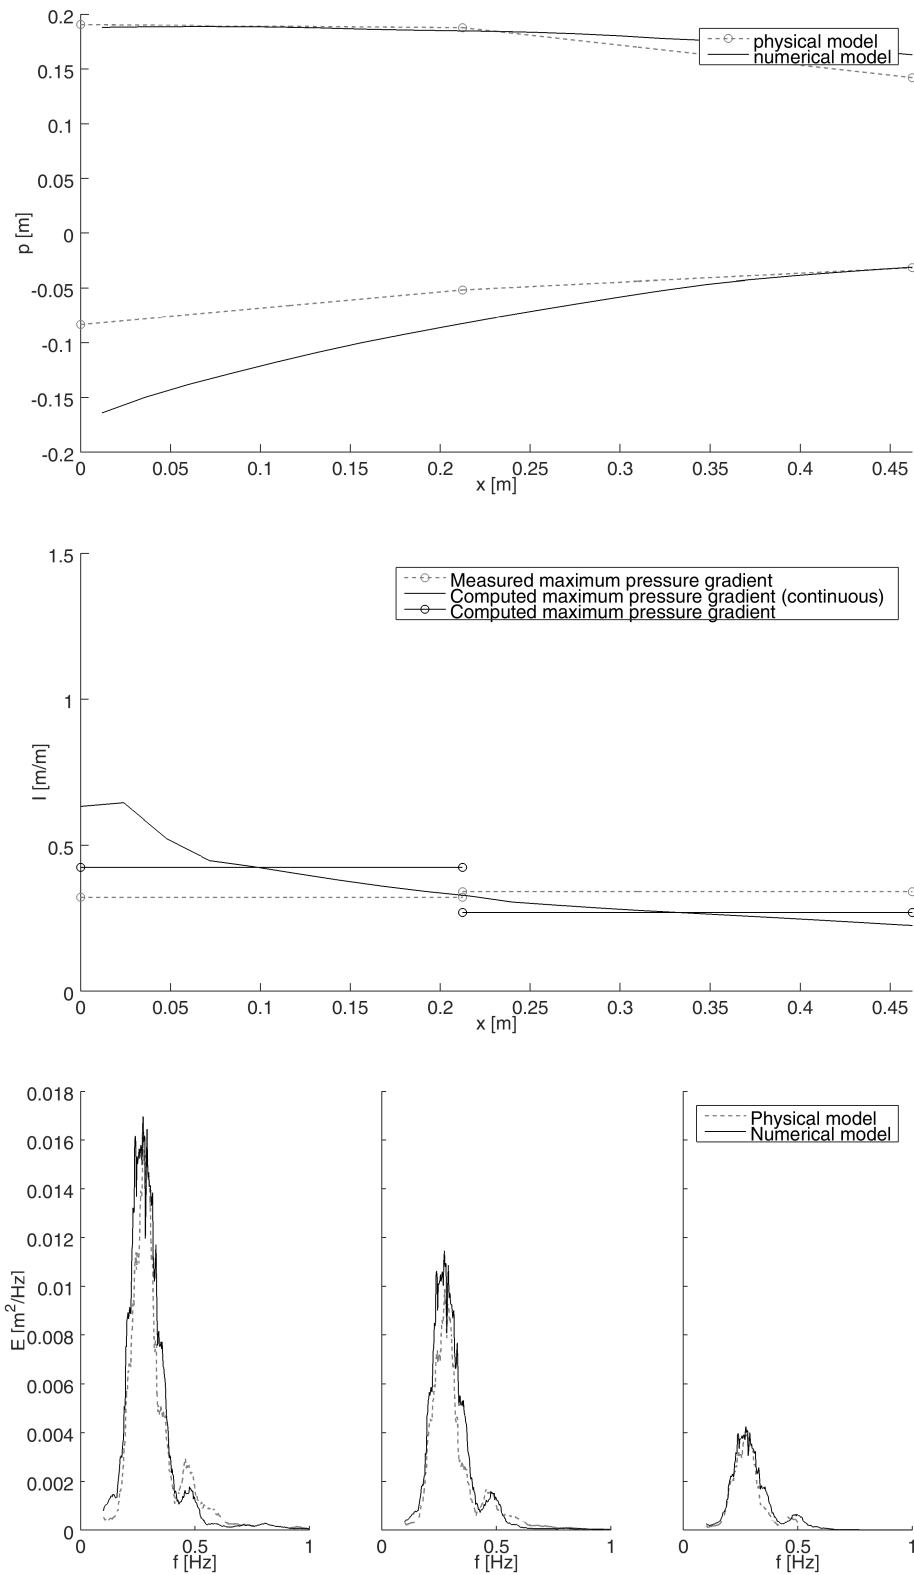 0.2
0.15
0.1
0.05
0
-0.05
-0.1
-0.15
-0.2
p [m]
physical model
numerical model
0 0.05 0.1 0.15 0.2 0.25 0.3 0.35 0.4 0.45
x [m]
1.5
1
0.5
0
I [m/m]
Measured maximum pressure gradient
Computed maximum pressure gradient (continuous)
Computed maximum pressure gradient
0 0.05 0.1 0.15 0.2 0.25 0.3 0.35 0.4 0.45
x [m]
0.018
0.016
0.014
0.012
0.01
0.008
0.006
0.004
0.002
0
E [m²/Hz]
Physical model
Numerical model
0 0.5 1 0 0.5 1 0 0.5 1
f [Hz] f [Hz] f [Hz]